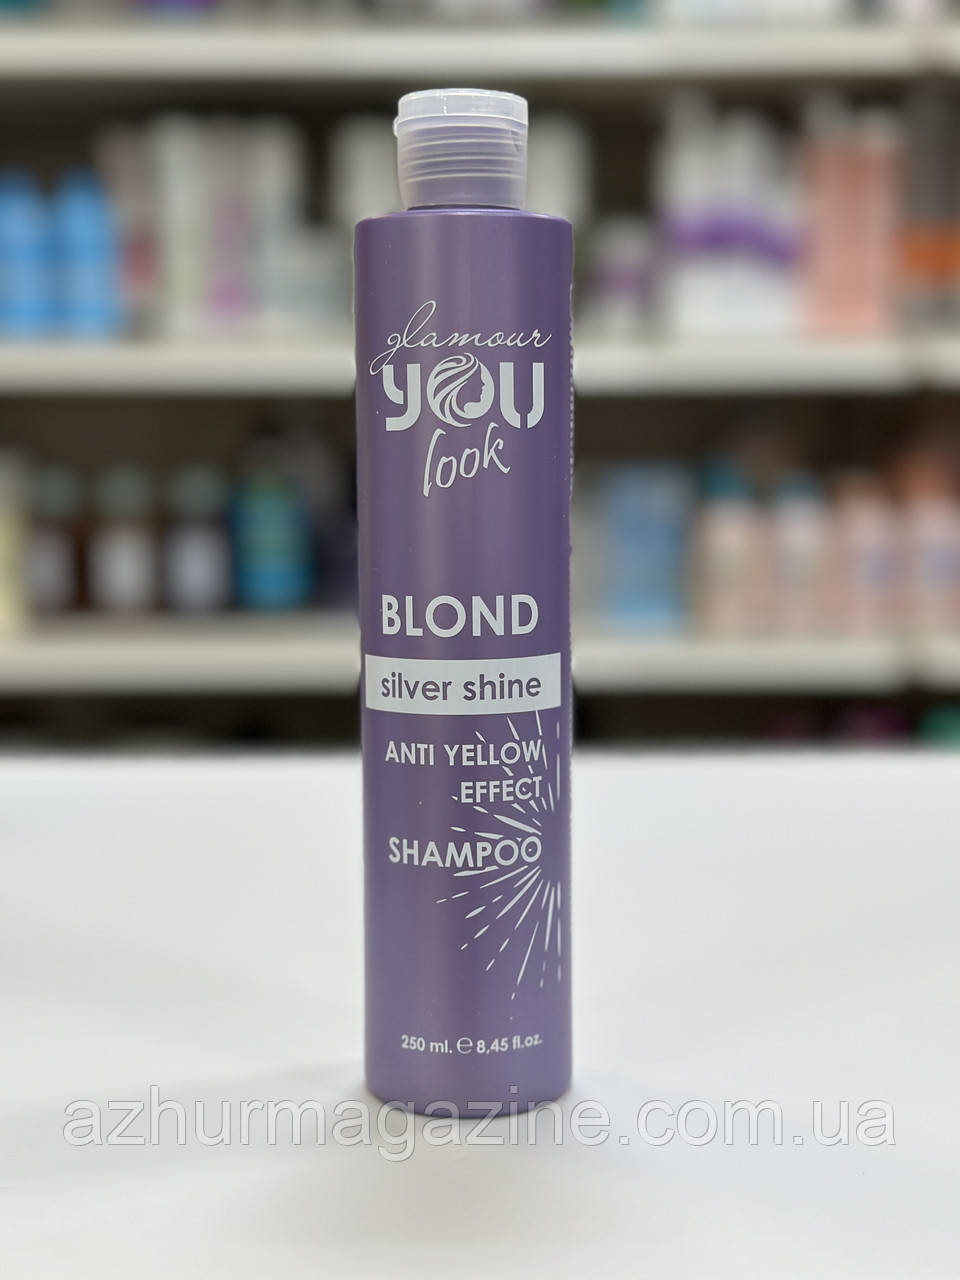 glamour
YOU
look
BLOND
silver shine
ANTI YELLOW
EFFECT
SHAMPOO
250 ml. ℮ 8,45 fl.oz.
azhurmagazine.com.ua